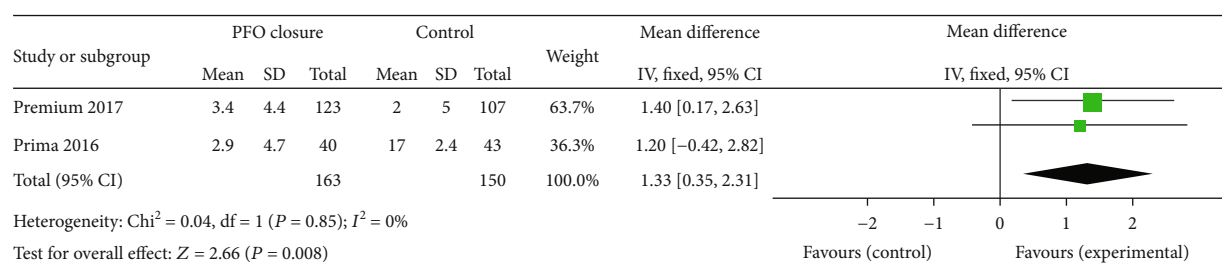 PFO closure Control Mean difference Mean difference
Study or subgroup Weight
Mean SD Total Mean SD Total IV, fixed, 95% CI IV, fixed, 95% CI
Premium 2017 3.4 4.4 123 2 5 107 63.7% 1.40 [0.17, 2.63]
Prima 2016 2.9 4.7 40 17 2.4 43 36.3% 1.20 [−0.42, 2.82]
Total (95% CI) 163 150 100.0% 1.33 [0.35, 2.31]
Heterogeneity: Chi² = 0.04, df = 1 (P = 0.85); I² = 0%
−2 −1 0 1 2
Test for overall effect: Z = 2.66 (P = 0.008) Favours (control) Favours (experimental)